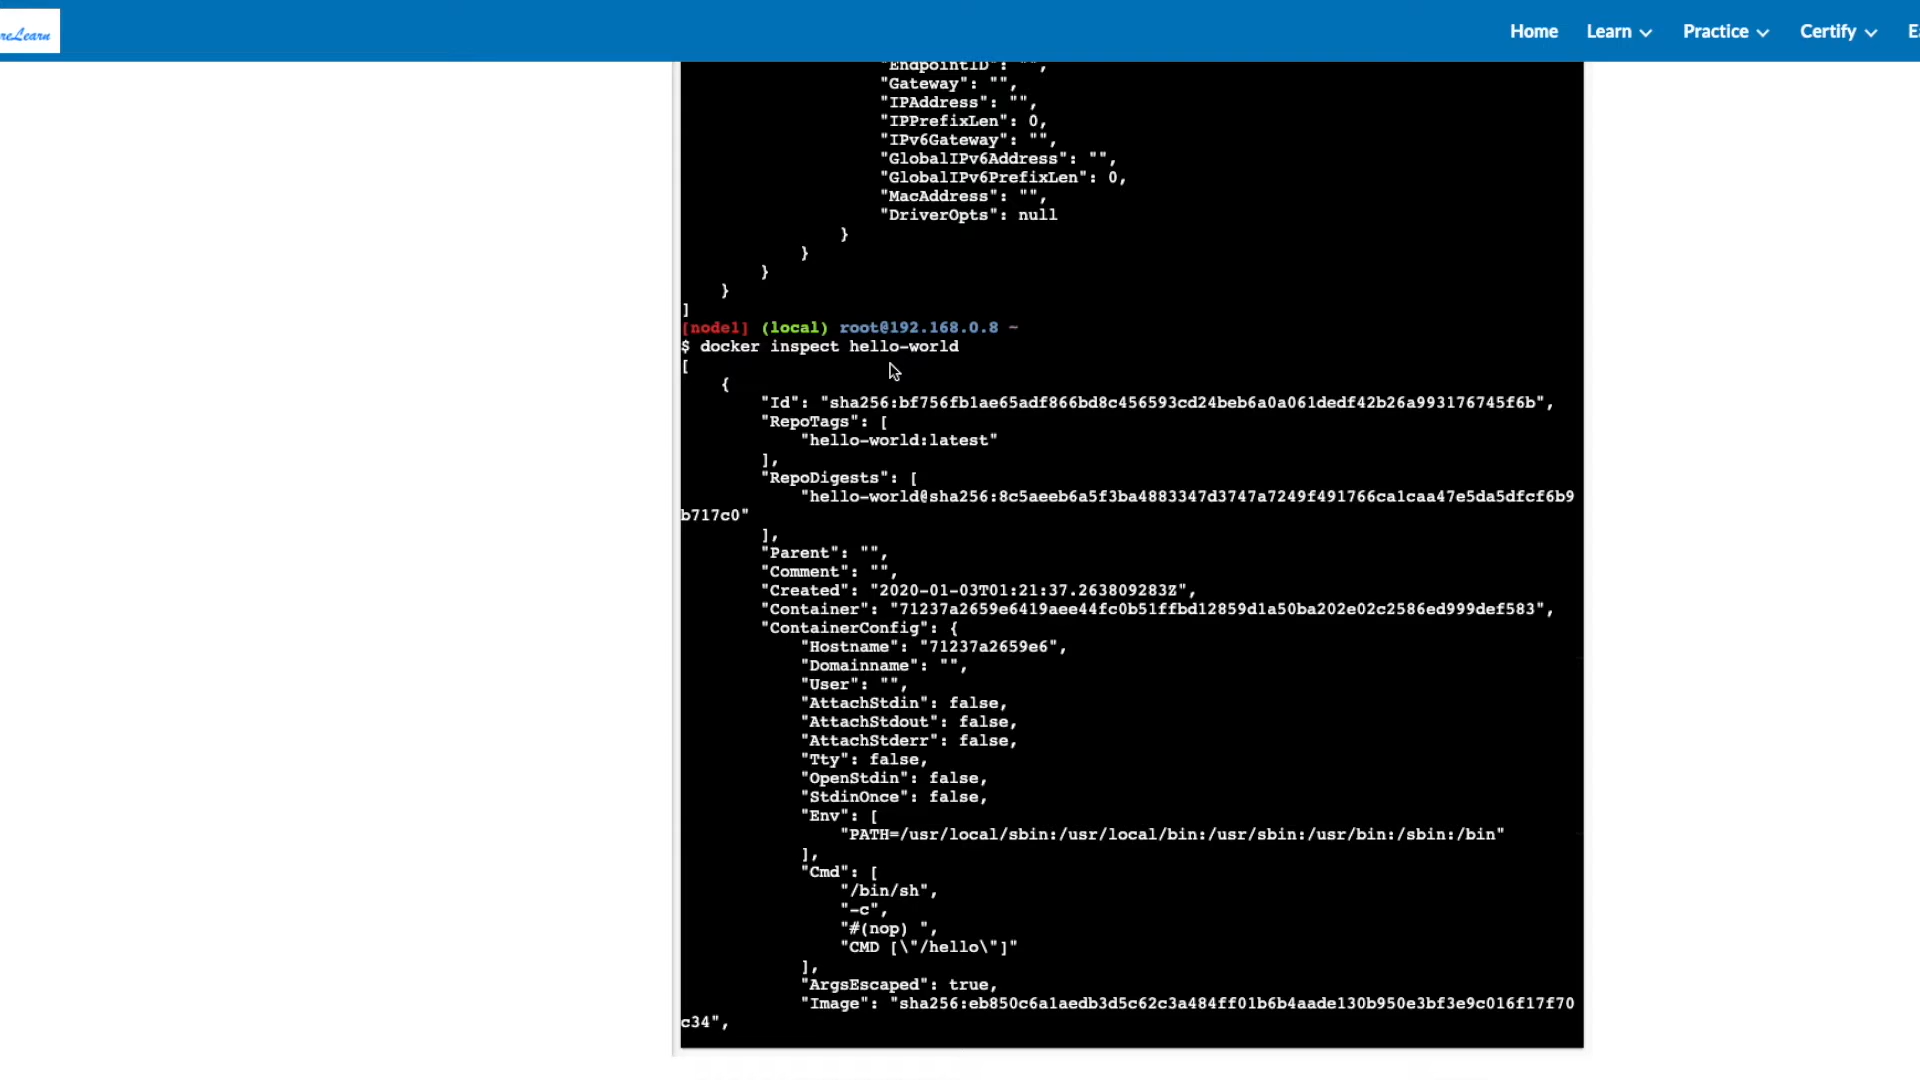 reLearn
Home Learn Practice Certify
"EndpointID": "",
"Gateway": "",
"IPAddress": "",
"IPPrefixLen": 0,
"IPv6Gateway": "",
"GlobalIPv6Address": "",
"GlobalIPv6PrefixLen": 0,
"MacAddress": "",
"DriverOpts": null
}
}
}
}
]
[node1] (local) root@192.168.0.8 ~
$ docker inspect hello-world
[
{
"Id": "sha256:bf756fb1ae65adf866bd8c456593cd24beb6a0a061dedf42b26a993176745f6b",
"RepoTags": [
"hello-world:latest"
],
"RepoDigests": [
"hello-world@sha256:8c5aeeb6a5f3ba4883347d3747a7249f491766ca1caa47e5da5dfcf6b9
b717c0"
],
"Parent": "",
"Comment": "",
"Created": "2020-01-03T01:21:37.263809283Z",
"Container": "71237a2659e6419aee44fc0b51ffbd12859d1a50ba202e02c2586ed999def583",
"ContainerConfig": {
"Hostname": "71237a2659e6",
"Domainname": "",
"User": "",
"AttachStdin": false,
"AttachStdout": false,
"AttachStderr": false,
"Tty": false,
"OpenStdin": false,
"StdinOnce": false,
"Env": [
"PATH=/usr/local/sbin:/usr/local/bin:/usr/sbin:/usr/bin:/sbin:/bin"
],
"Cmd": [
"/bin/sh",
"-c",
"#(nop) ",
"CMD [\"/hello\"]"
],
"ArgsEscaped": true,
"Image": "sha256:eb850c6a1aedb3d5c62c3a484ff01b6b4aade130b950e3bf3e9c016f17f70
c34",